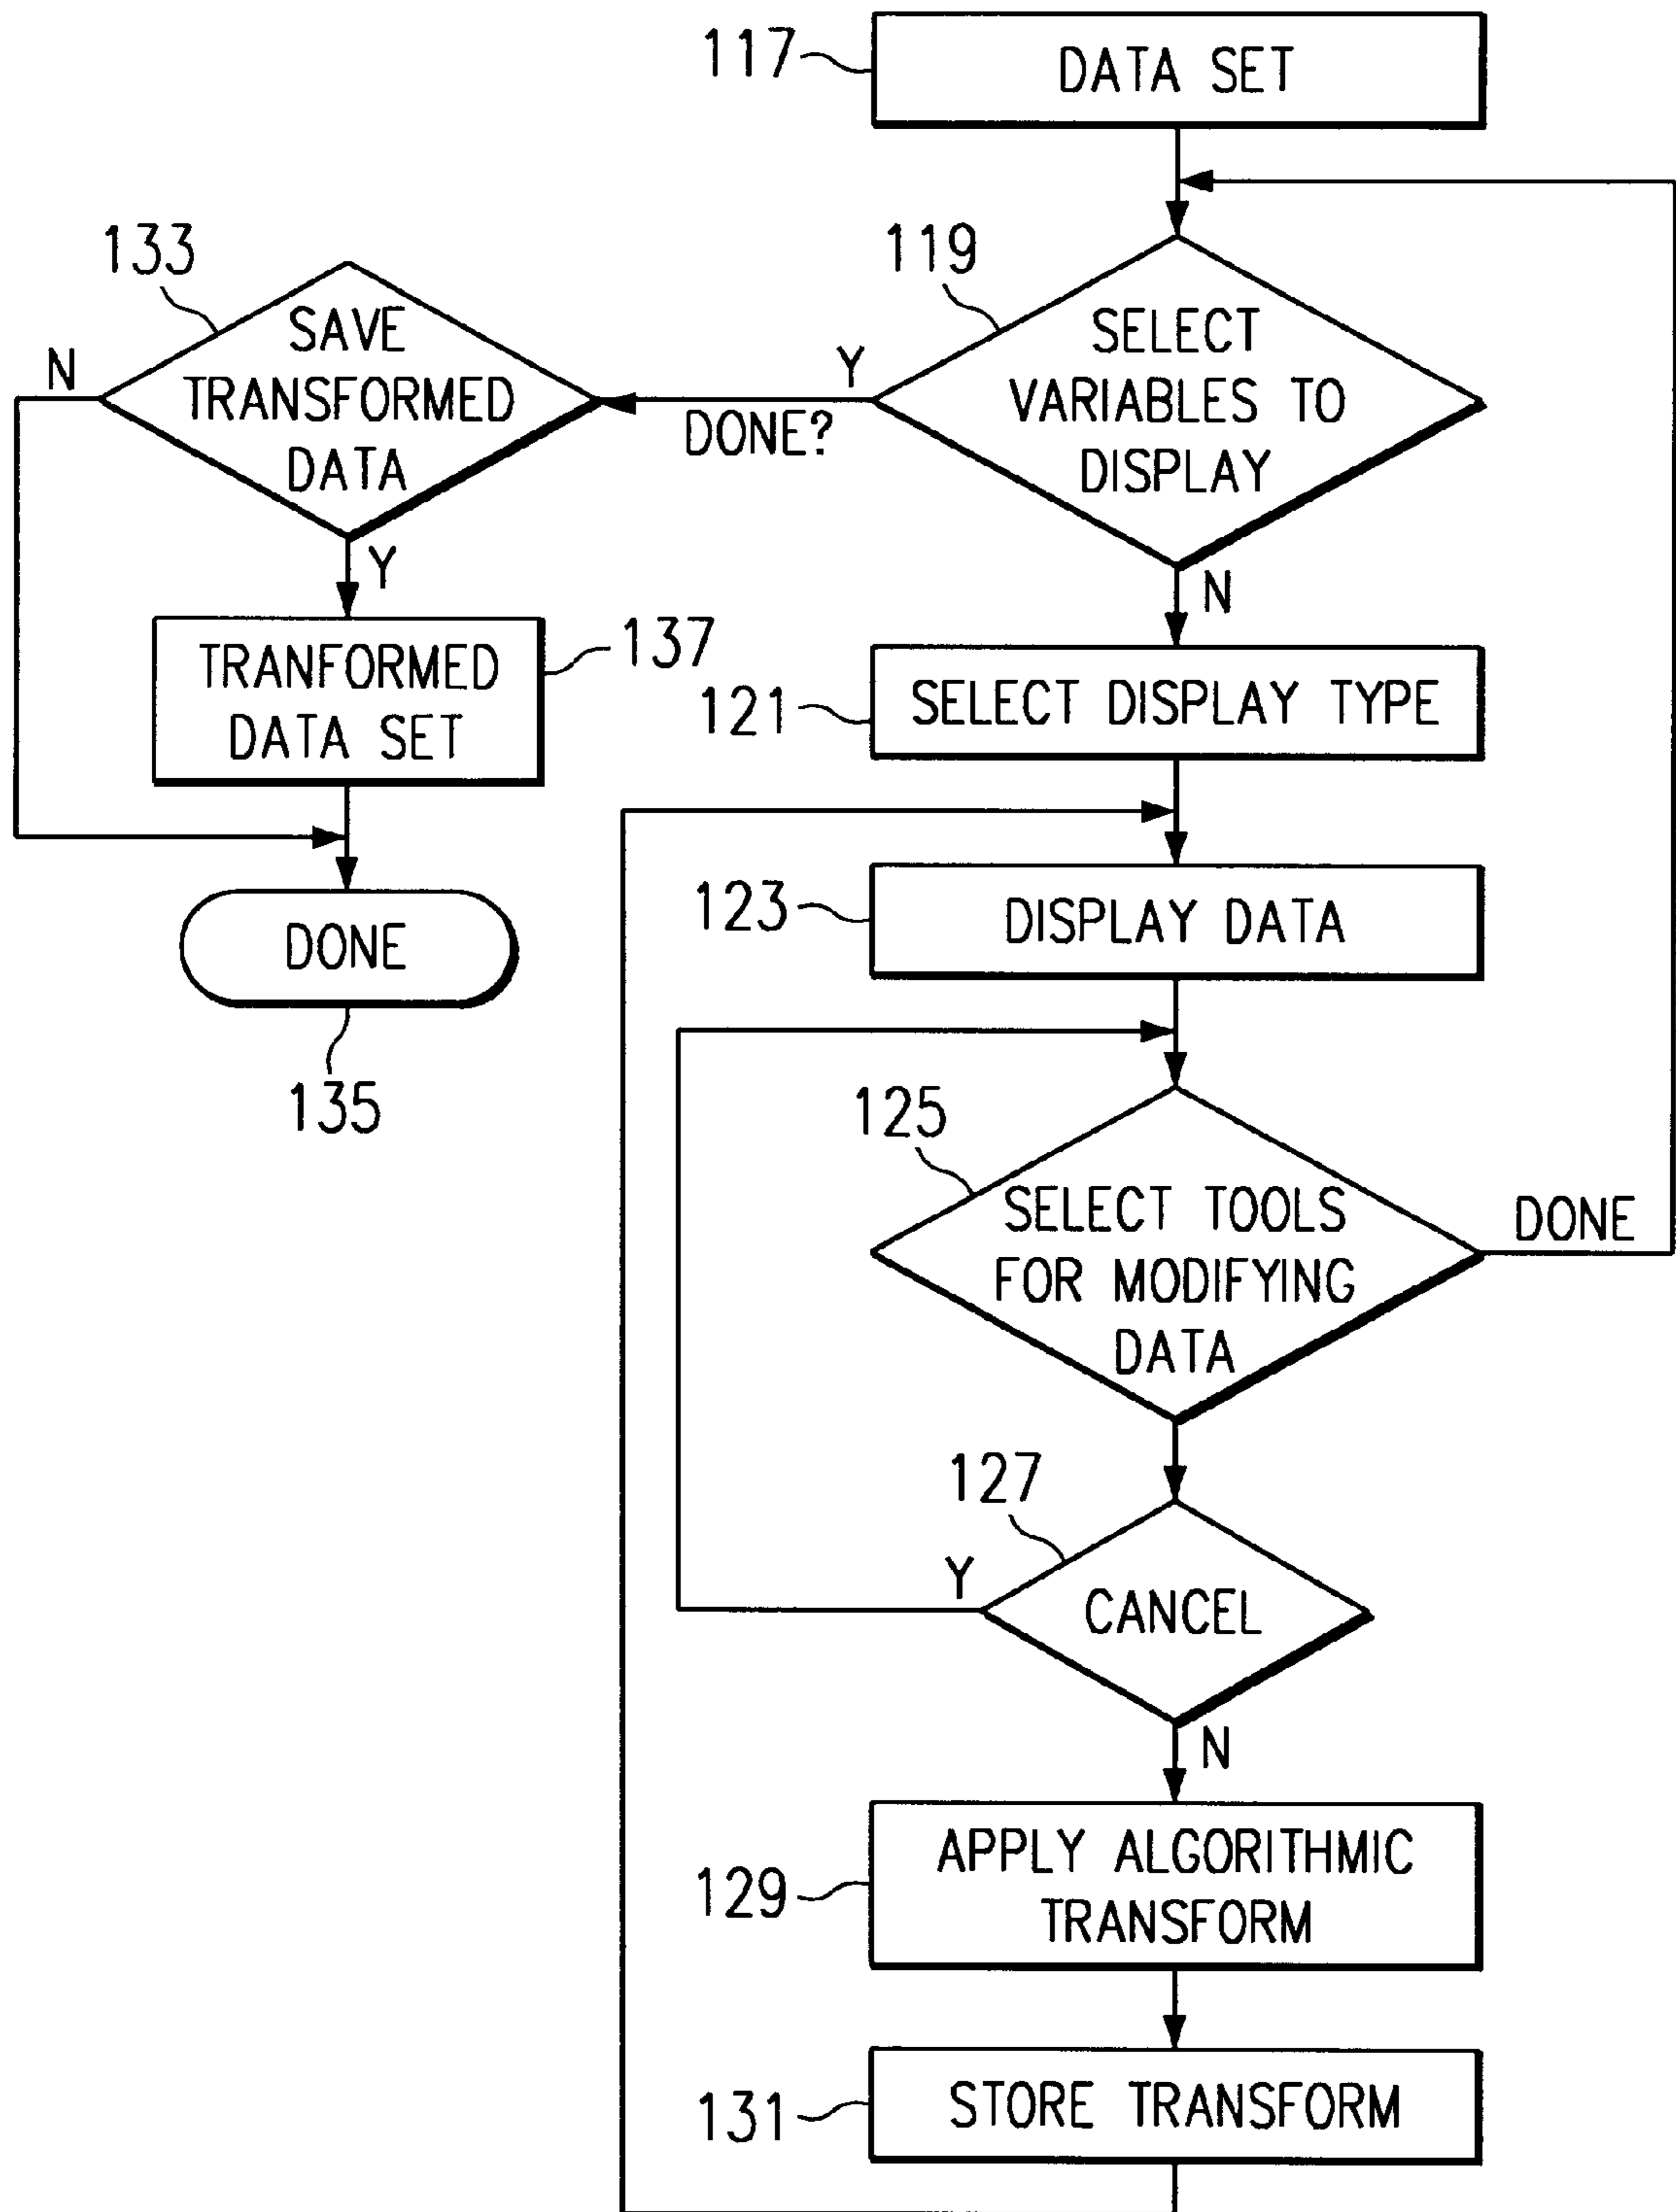 117
DATA SET
133
119
SAVE
TRANSFORMED
DATA
N
Y
DONE?
SELECT
VARIABLES TO
DISPLAY
Y
N
TRANFORMED
DATA SET
137
121
SELECT DISPLAY TYPE
123
DISPLAY DATA
DONE
135
125
SELECT TOOLS
FOR MODIFYING
DATA
DONE
127
Y
CANCEL
N
129
APPLY ALGORITHMIC
TRANSFORM
131
STORE TRANSFORM